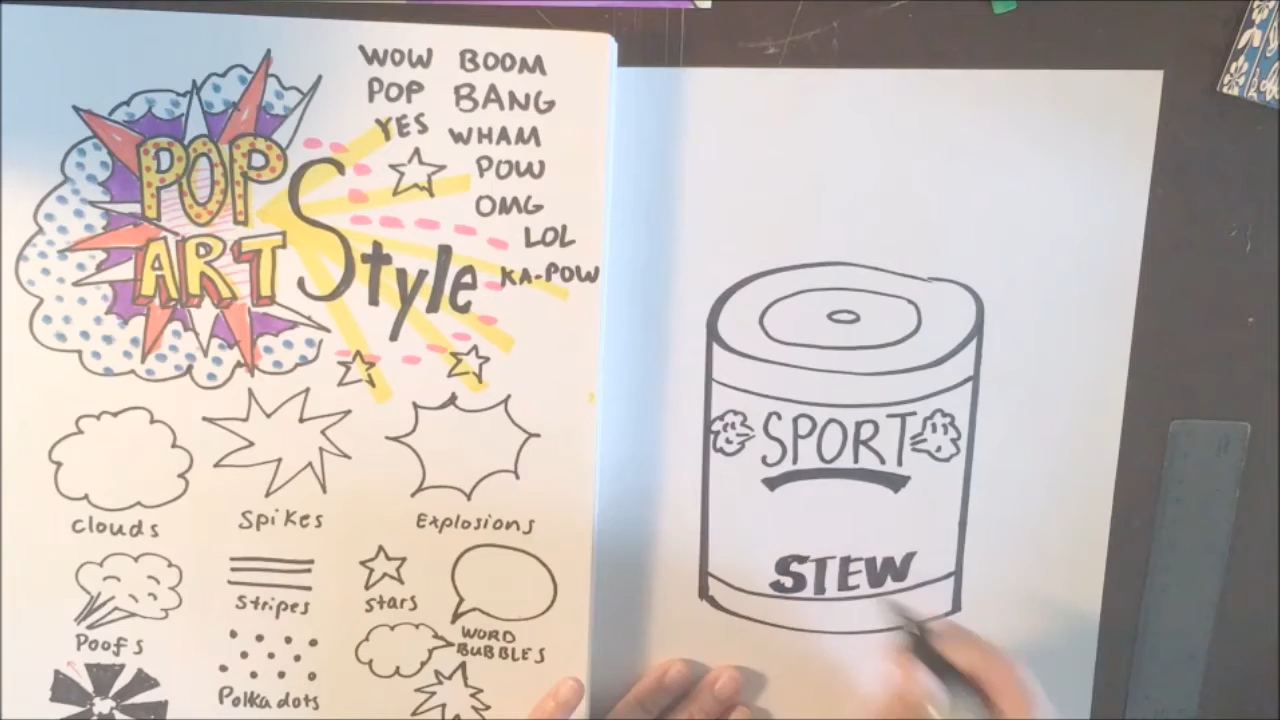 WOW BOOM
POP BANG
YES WHAM
POW
OMG
LOL
KA-POW
POP
ART
Style
clouds
Spikes
Explosions
Poofs
Stripes
Stars
WORD
BUBBLES
Polka dots
SPORT
STEW